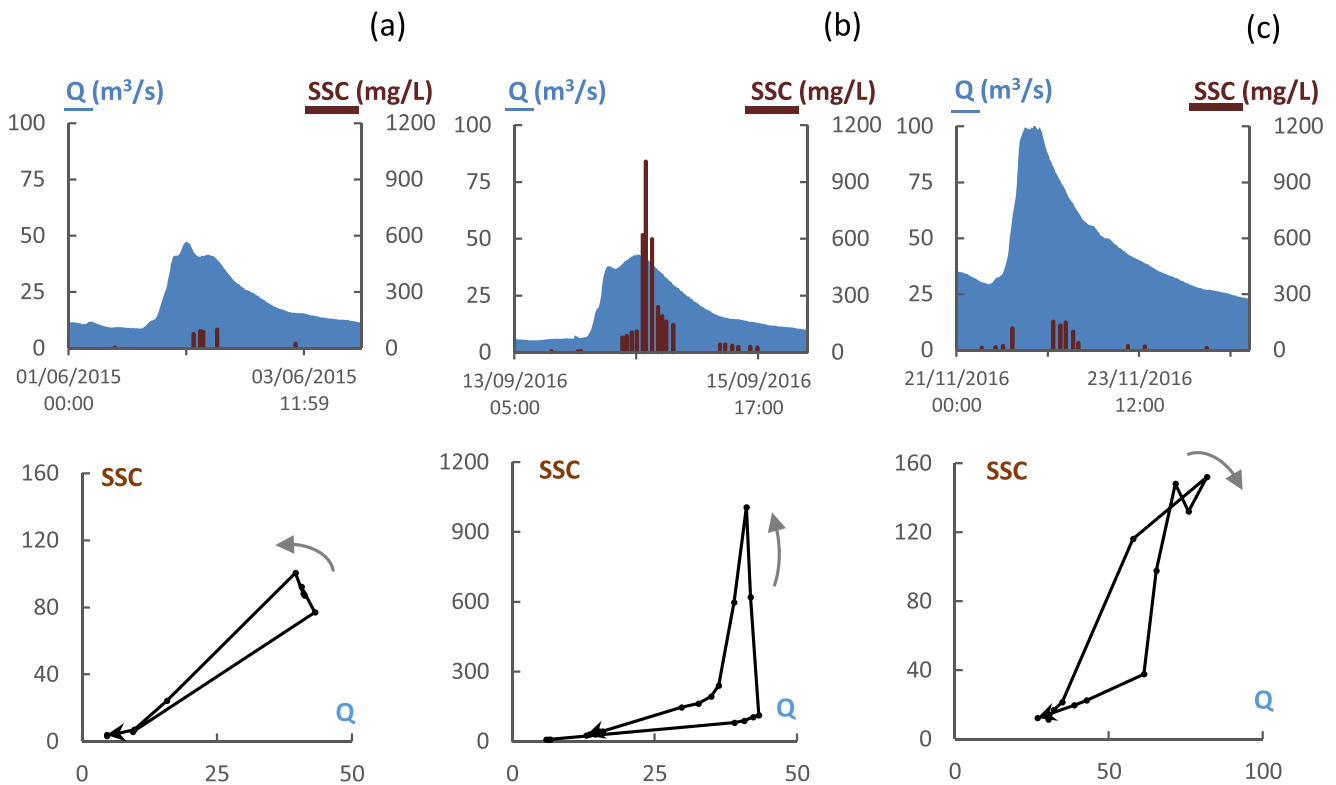 (a) (b) (c)
Q (m³/s) SSC (mg/L) Q (m³/s) SSC (mg/L) Q (m³/s) SSC (mg/L)
100 1200 100 1200 100 1200
75 900 75 900 75 900
50 600 50 600 50 600
25 300 25 300 25 300
0 0 0 0 0 0
01/06/2015 03/06/2015 13/09/2016 15/09/2016 21/11/2016 23/11/2016
00:00 11:59 05:00 17:00 00:00 12:00
160 SSC 1200 SSC 160 SSC
120 900 120
80 600 80
40 300 40
Q Q Q
0 0 0
0 25 50 0 25 50 0 50 100